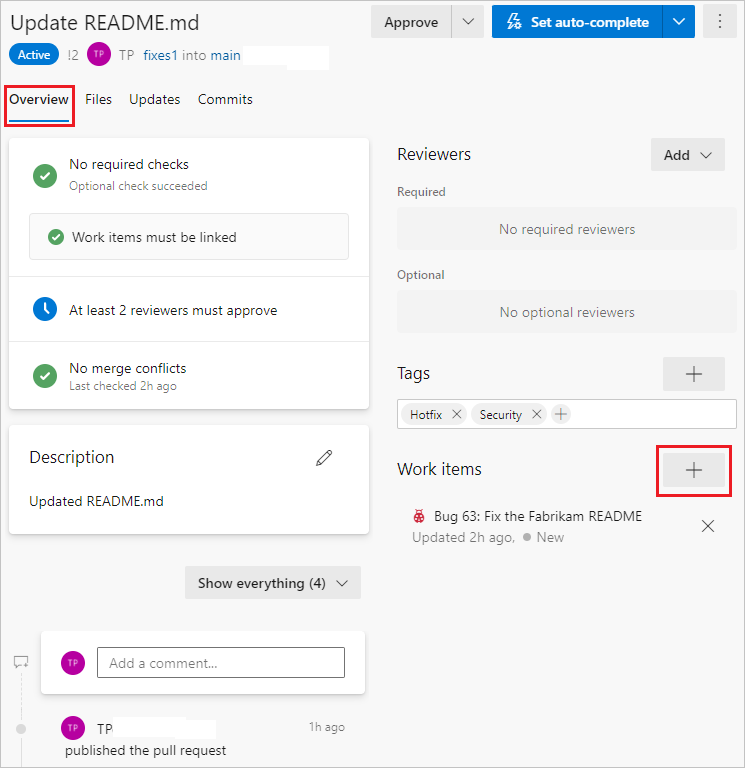 Update README.md
Approve
Set auto-complete
Active !2 TP TP fixes1 into main
Overview Files Updates Commits
No required checks
Optional check succeeded
Work items must be linked
At least 2 reviewers must approve
No merge conflicts
Last checked 2h ago
Description
Updated README.md
Show everything (4)
TP Add a comment...
TP TP 1h ago
published the pull request
Reviewers
Add
Required
No required reviewers
Optional
No optional reviewers
Tags
Hotfix Security
Work items
Bug 63: Fix the Fabrikam README
Updated 2h ago, New